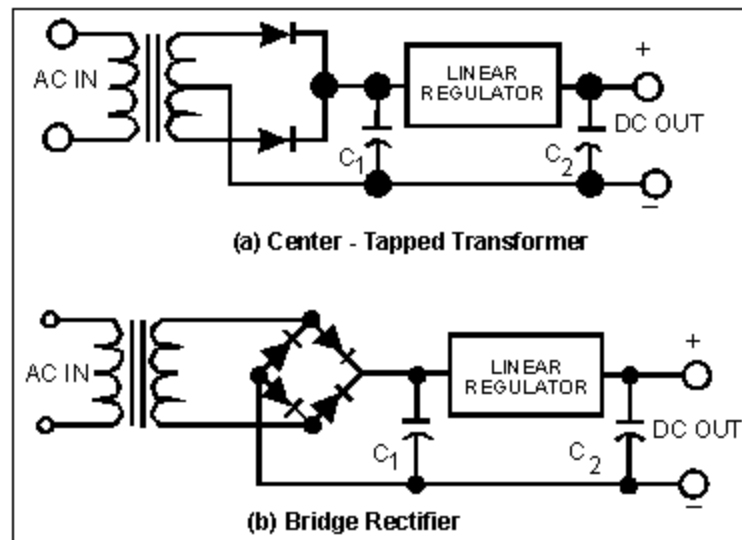 AC IN
LINEAR
REGULATOR
+
DC OUT
C1
C2
−
(a) Center - Tapped Transformer
AC IN
LINEAR
REGULATOR
+
DC OUT
C1
C2
−
(b) Bridge Rectifier